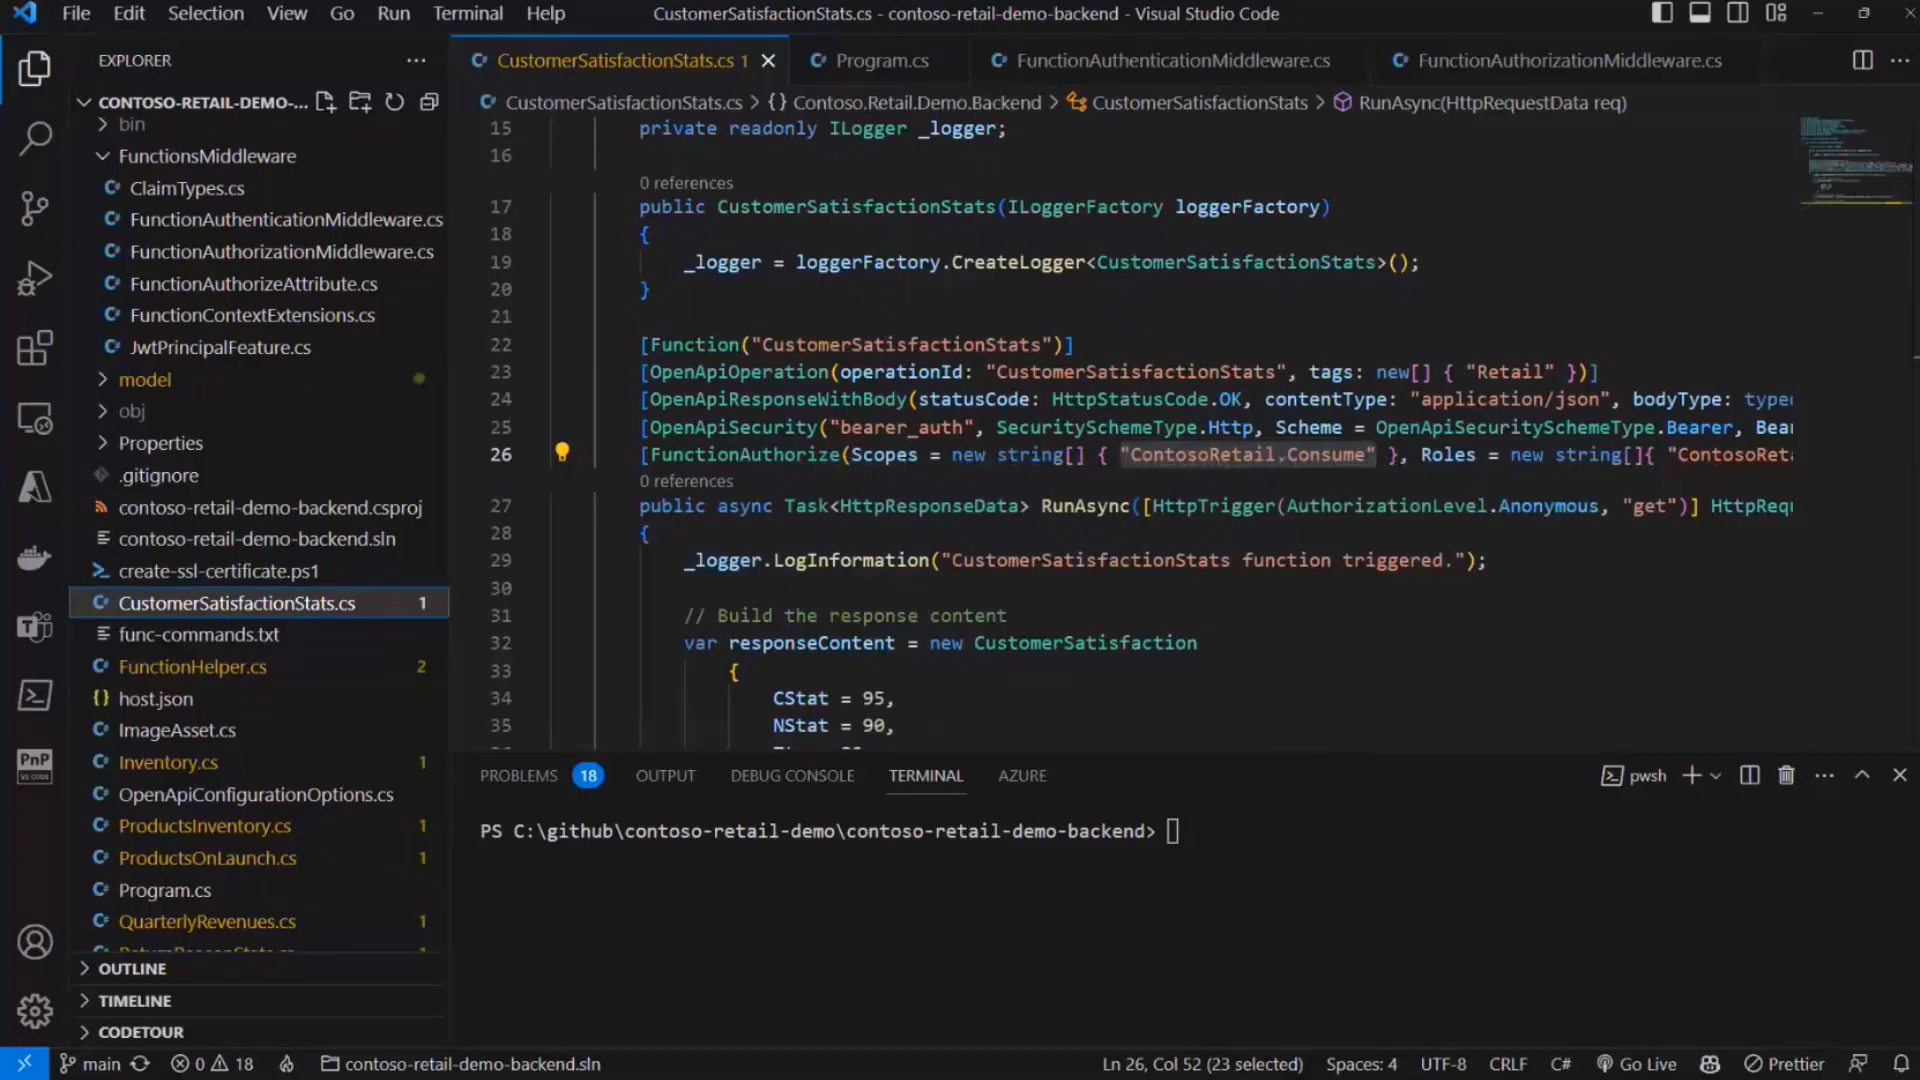 File Edit Selection View Go Run Terminal Help
CustomerSatisfactionStats.cs - contoso-retail-demo-backend - Visual Studio Code
EXPLORER
CONTOSO-RETAIL-DEMO-...
bin
FunctionsMiddleware
ClaimTypes.cs
FunctionAuthenticationMiddleware.cs
FunctionAuthorizationMiddleware.cs
FunctionAuthorizeAttribute.cs
FunctionContextExtensions.cs
JwtPrincipalFeature.cs
model
obj
Properties
.gitignore
contoso-retail-demo-backend.csproj
contoso-retail-demo-backend.sln
create-ssl-certificate.ps1
CustomerSatisfactionStats.cs 1
func-commands.txt
FunctionHelper.cs 2
host.json
ImageAsset.cs
Inventory.cs 1
OpenApiConfigurationOptions.cs
ProductsInventory.cs 1
ProductsOnLaunch.cs 1
Program.cs
QuarterlyRevenues.cs 1
OUTLINE
TIMELINE
CODETOUR
PnP
VS CODE
CustomerSatisfactionStats.cs 1
Program.cs
FunctionAuthenticationMiddleware.cs
FunctionAuthorizationMiddleware.cs
CustomerSatisfactionStats.cs > {} Contoso.Retail.Demo.Backend > CustomerSatisfactionStats > RunAsync(HttpRequestData req)
15 private readonly ILogger _logger;
16
0 references
17 public CustomerSatisfactionStats(ILoggerFactory loggerFactory)
18 {
19 _logger = loggerFactory.CreateLogger<CustomerSatisfactionStats>();
20 }
21
22 [Function("CustomerSatisfactionStats")]
23 [OpenApiOperation(operationId: "CustomerSatisfactionStats", tags: new[] { "Retail" })]
24 [OpenApiResponseWithBody(statusCode: HttpStatusCode.OK, contentType: "application/json", bodyType: typeo
25 [OpenApiSecurity("bearer_auth", SecuritySchemeType.Http, Scheme = OpenApiSecuritySchemeType.Bearer, Bear
26 [FunctionAuthorize(Scopes = new string[] { "ContosoRetail.Consume" }, Roles = new string[]{ "ContosoReta
0 references
27 public async Task<HttpResponseData> RunAsync([HttpTrigger(AuthorizationLevel.Anonymous, "get")] HttpRequ
28 {
29 _logger.LogInformation("CustomerSatisfactionStats function triggered.");
30
31 // Build the response content
32 var responseContent = new CustomerSatisfaction
33 {
34 CStat = 95,
35 NStat = 90,
PROBLEMS 18 OUTPUT DEBUG CONSOLE TERMINAL AZURE
pwsh
PS C:\github\contoso-retail-demo\contoso-retail-demo-backend>
main 0 18 contoso-retail-demo-backend.sln
Ln 26, Col 52 (23 selected) Spaces: 4 UTF-8 CRLF C# Go Live Prettier